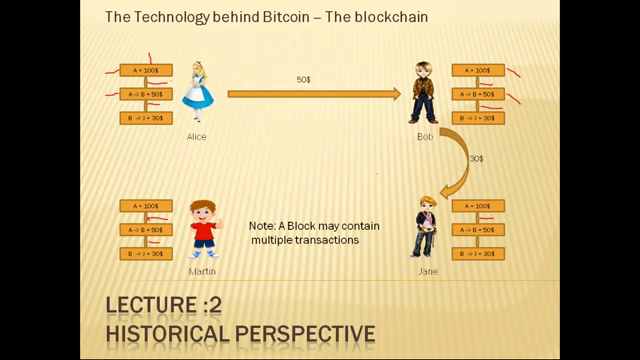 The Technology behind Bitcoin – The blockchain
A = 100$
A -> B = 50$
B -> J = 30$
Alice
50$
Bob
A = 100$
A -> B = 50$
B -> J = 30$
30$
A = 100$
A -> B = 50$
B -> J = 30$
Martin
Note: A Block may contain
multiple transactions
Jane
A = 100$
A -> B = 50$
B -> J = 30$
LECTURE :2
HISTORICAL PERSPECTIVE